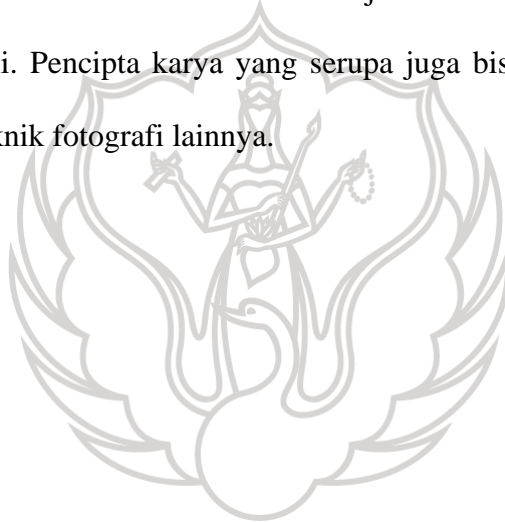 i. Pencipta karya yang serupa juga bis
knik fotografi lainnya.